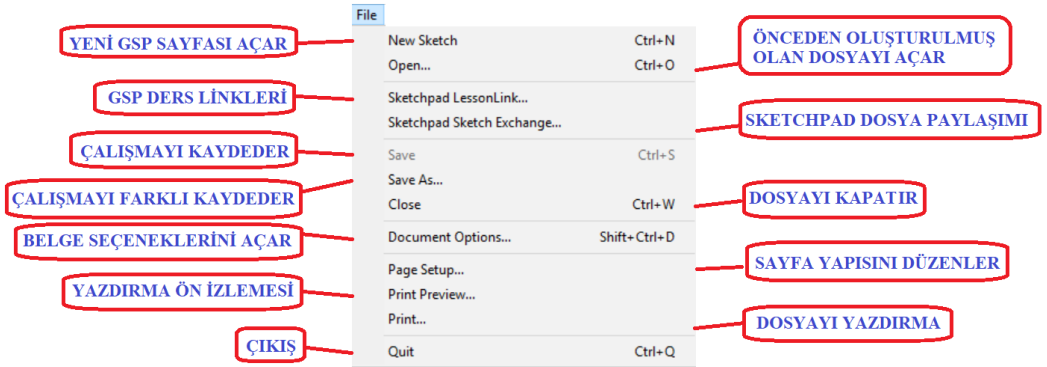 File
YENİ GSP SAYFASI AÇAR
New Sketch Ctrl+N
ÖNCEDEN OLUŞTURULMUŞ
OLAN DOSYAYI AÇAR
Open... Ctrl+O
GSP DERS LİNKLERİ
Sketchpad LessonLink...
Sketchpad Sketch Exchange...
SKETCHPAD DOSYA PAYLAŞIMI
ÇALIŞMAYI KAYDEDER
Save Ctrl+S
ÇALIŞMAYI FARKLI KAYDEDER
Save As...
Close Ctrl+W
DOSYAYI KAPATIR
BELGE SEÇENEKLERİNİ AÇAR
Document Options... Shift+Ctrl+D
Page Setup...
SAYFA YAPISINI DÜZENLER
YAZDIRMA ÖN İZLEMESİ
Print Preview...
Print...
DOSYAYI YAZDIRMA
ÇIKIŞ
Quit Ctrl+Q